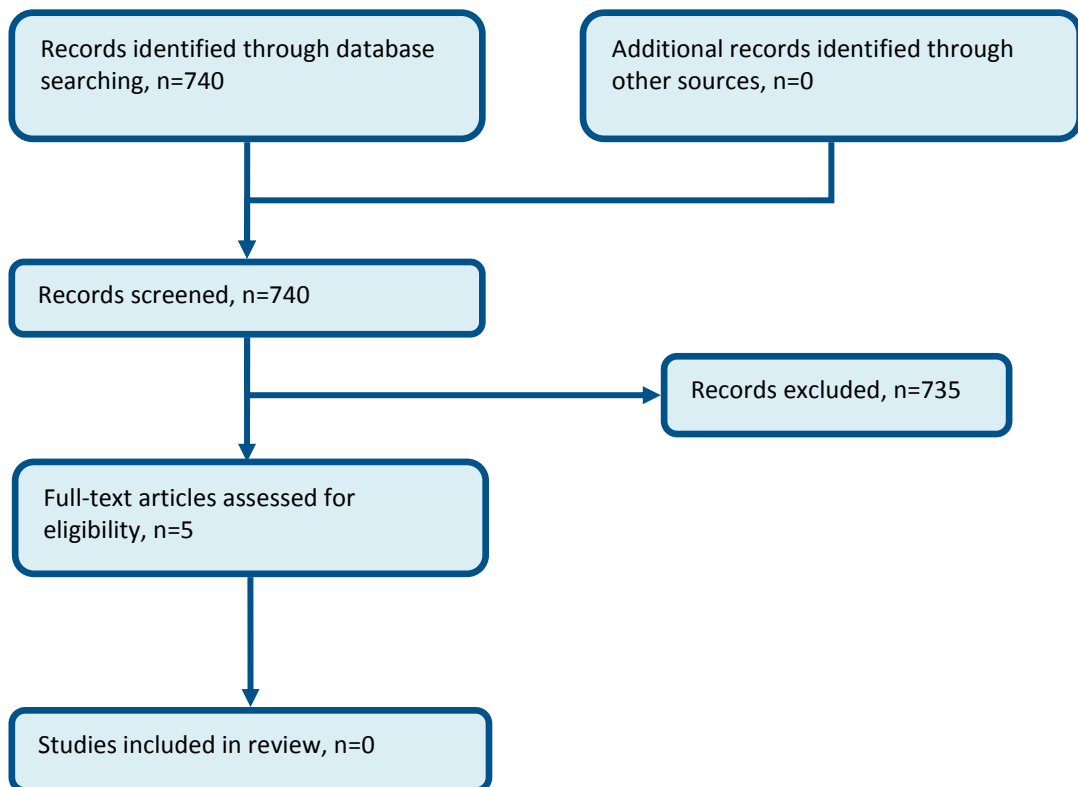 Records identified through database
searching, n=740
Additional records identified through
other sources, n=0
Records screened, n=740
Records excluded, n=735
Full-text articles assessed for
eligibility, n=5
Studies included in review, n=0